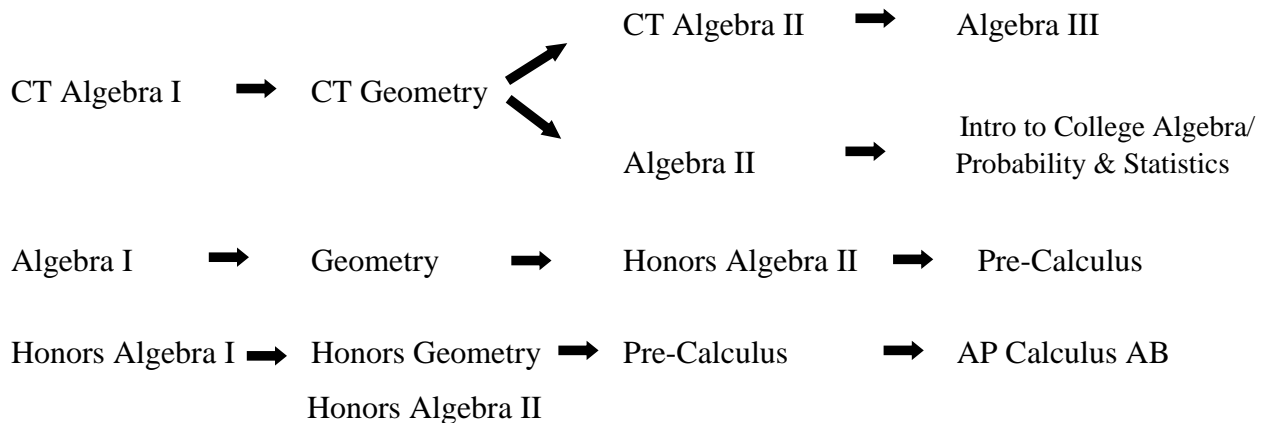 CT Algebra II Algebra III
CT Algebra I CT Geometry
Intro to College Algebra/
Algebra II Probability & Statistics
Algebra I Geometry Honors Algebra II Pre-Calculus
Honors Algebra I Honors Geometry Pre-Calculus AP Calculus AB
Honors Algebra II